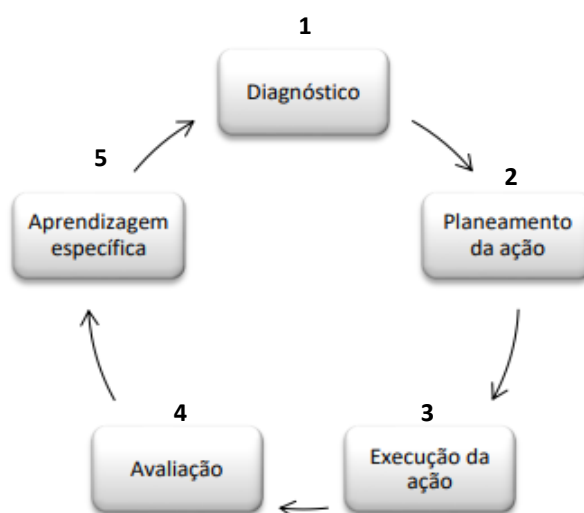 1
Diagnóstico
2
Planeamento
da ação
3
Execução da
ação
4
Avaliação
5
Aprendizagem
específica